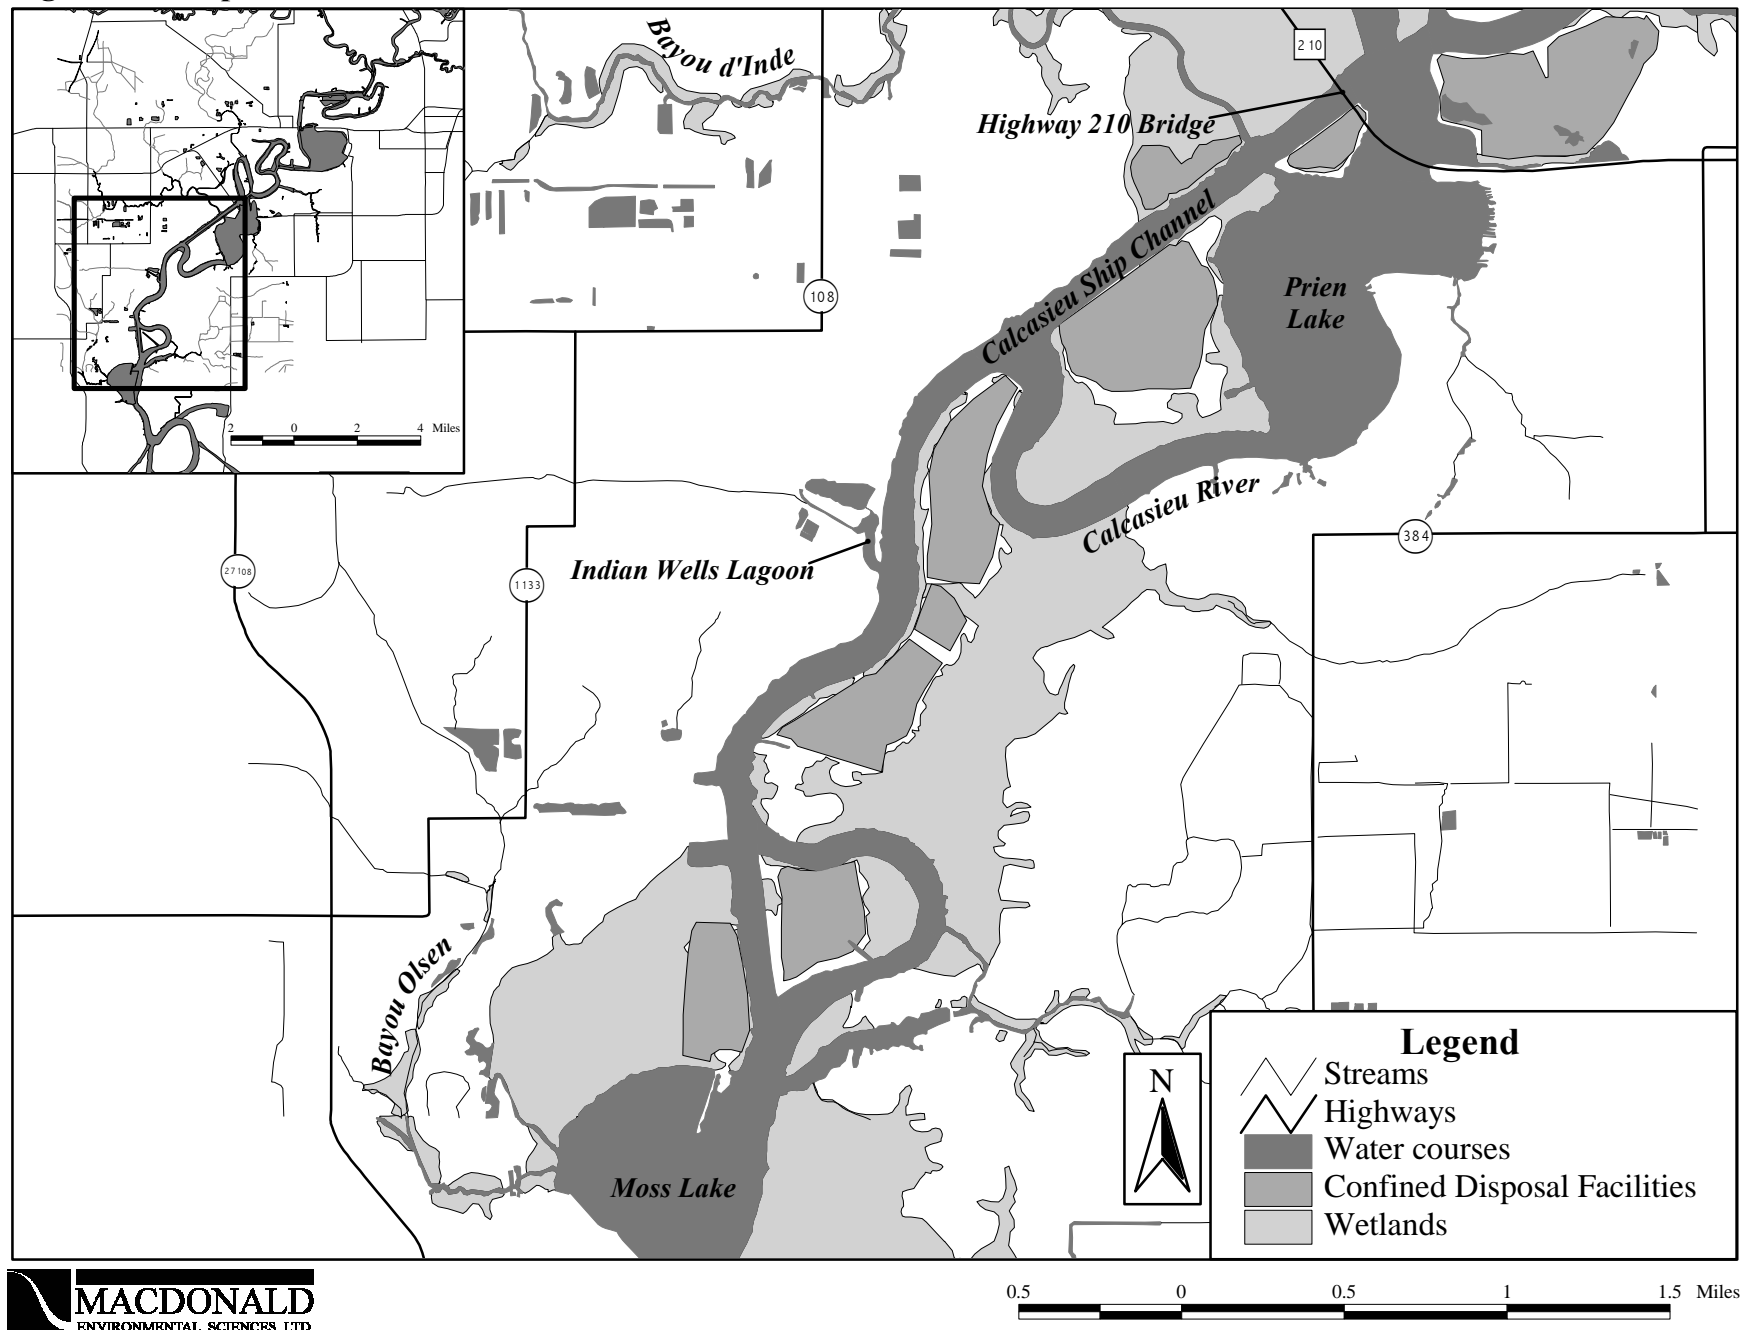 Bayou d'Inde
2 10
Highway 210 Bridge
Calcasieu Ship Channel
Prien
Lake
108
2 0 2 4 Miles
Calcasieu River
384
Indian Wells Lagoon
27108
1133
Bayou Olsen
Moss Lake
N
Legend
Streams
Highways
Water courses
Confined Disposal Facilities
Wetlands
MACDONALD
ENVIRONMENTAL SCIENCES LTD
0.5 0 0.5 1 1.5 Miles